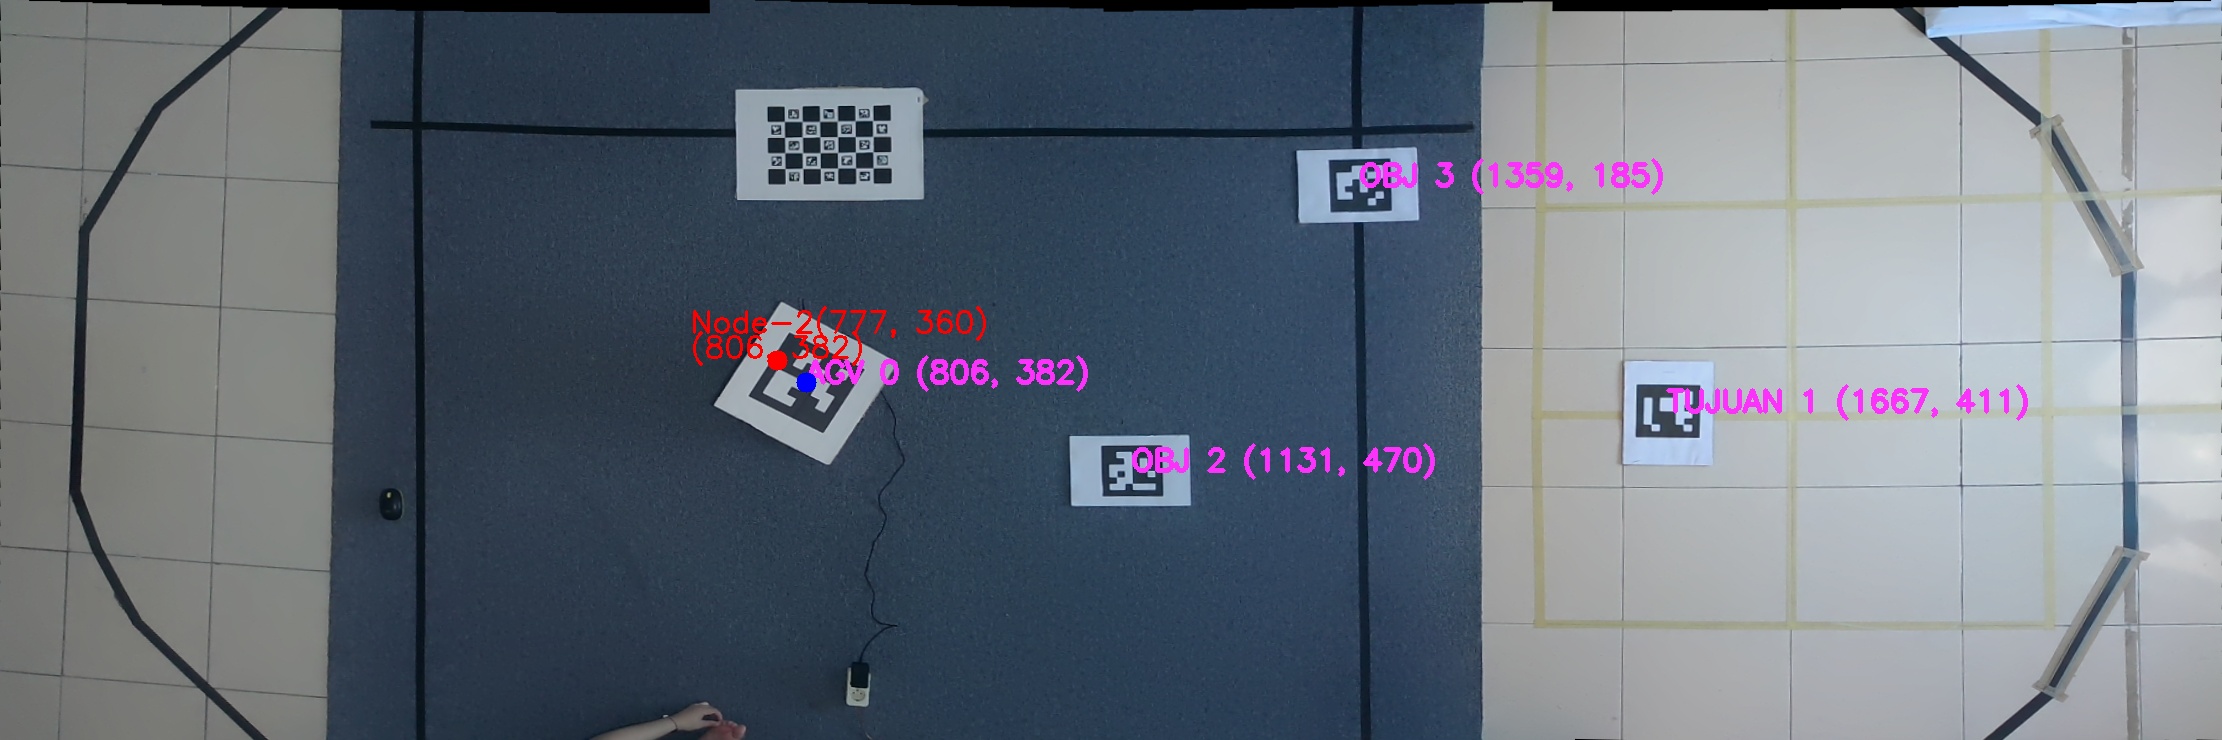 OBJ 3 (1359, 185)
Node-2(777, 360)
(806, 382)
AGV 0 (806, 382)
TUJUAN 1 (1667, 411)
OBJ 2 (1131, 470)